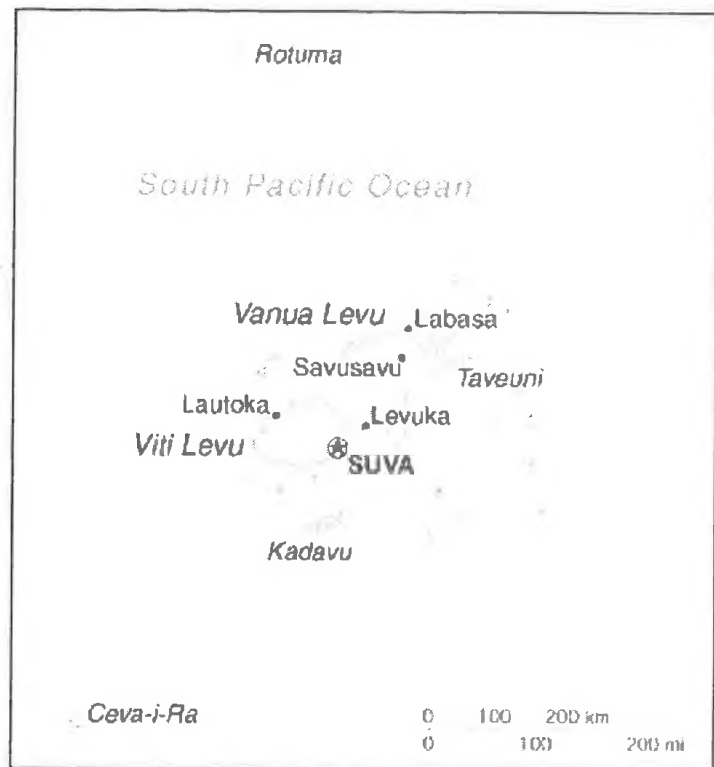 Rotuma
South Pacific Ocean
Vanua Levu Labasa
Savusavu Taveuni
Lautoka Levuka
Viti Levu SUVA
Kadavu
Ceva-i-Ra
0 100 200 km
0 100 200 mi